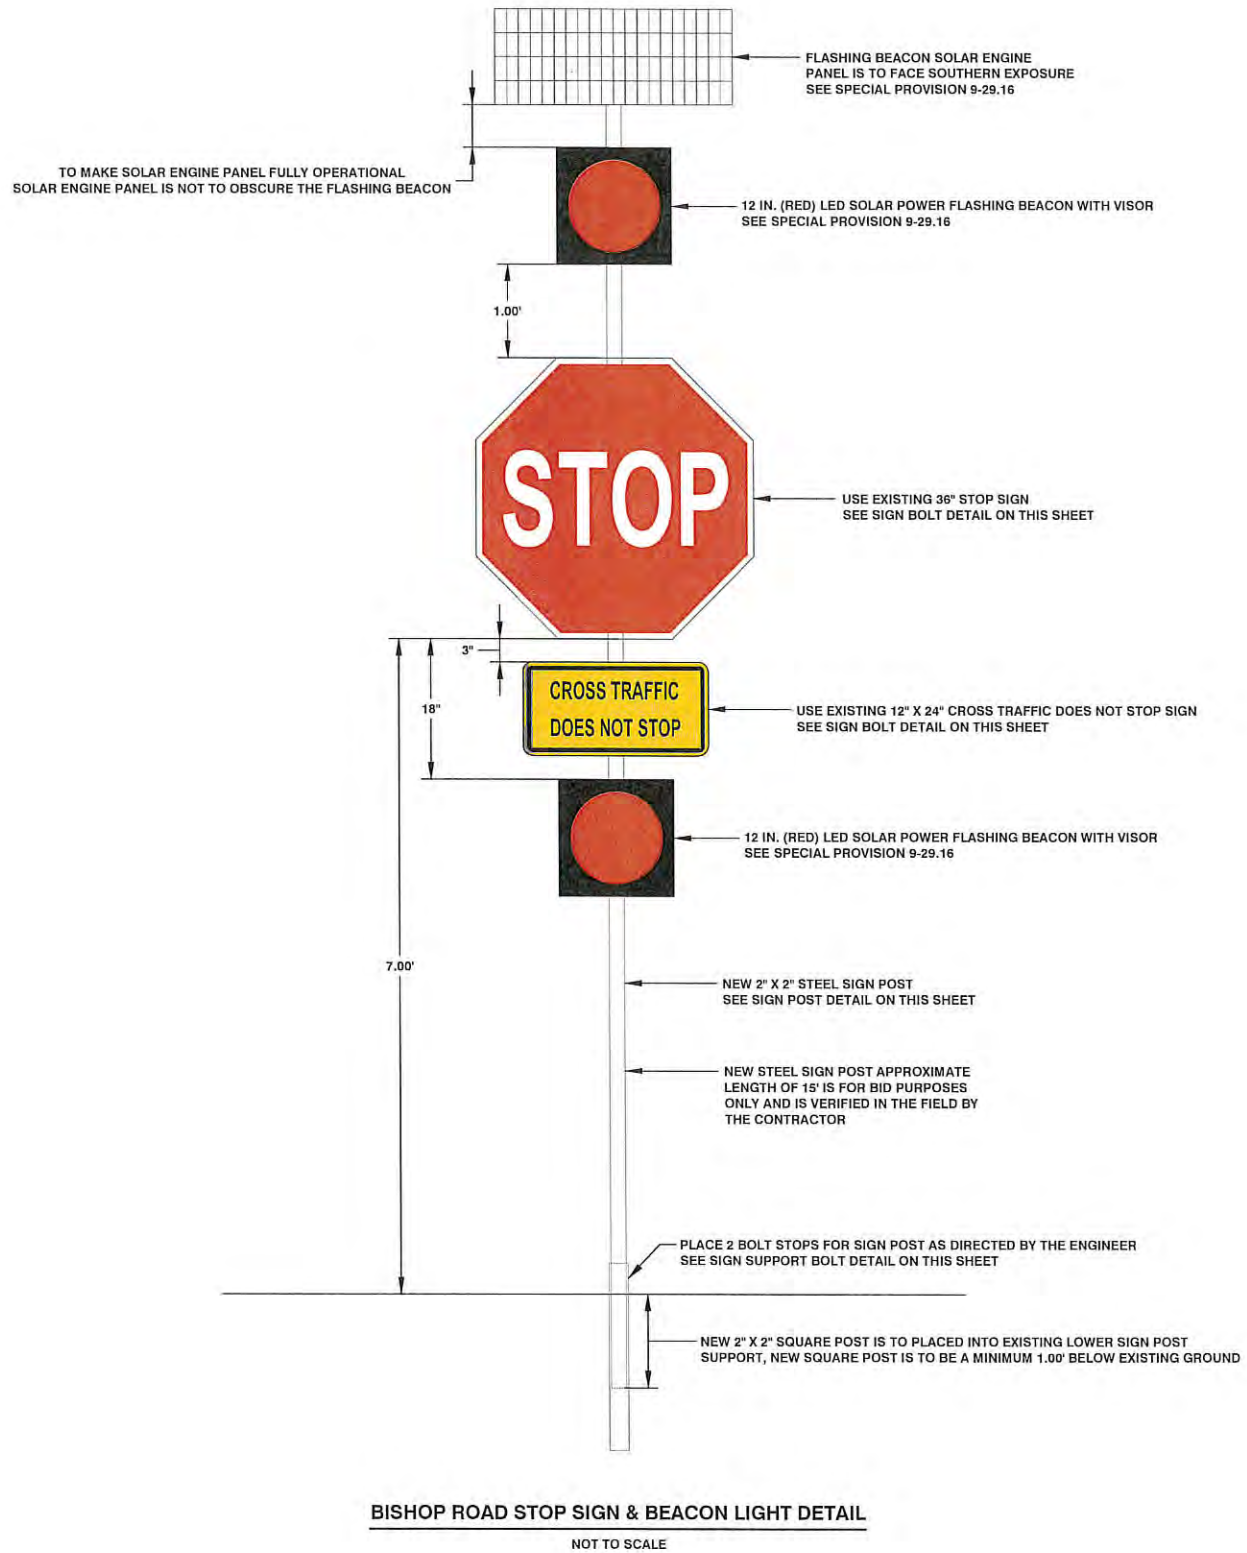 FLASHING BEACON SOLAR ENGINE
PANEL IS TO FACE SOUTHERN EXPOSURE
SEE SPECIAL PROVISION 9-29.16
TO MAKE SOLAR ENGINE PANEL FULLY OPERATIONAL
SOLAR ENGINE PANEL IS NOT TO OBSCURE THE FLASHING BEACON
12 IN. (RED) LED SOLAR POWER FLASHING BEACON WITH VISOR
SEE SPECIAL PROVISION 9-29.16
1.00'
STOP
USE EXISTING 36" STOP SIGN
SEE SIGN BOLT DETAIL ON THIS SHEET
3"
18"
CROSS TRAFFIC
DOES NOT STOP
USE EXISTING 12" X 24" CROSS TRAFFIC DOES NOT STOP SIGN
SEE SIGN BOLT DETAIL ON THIS SHEET
12 IN. (RED) LED SOLAR POWER FLASHING BEACON WITH VISOR
SEE SPECIAL PROVISION 9-29.16
7.00'
NEW 2" X 2" STEEL SIGN POST
SEE SIGN POST DETAIL ON THIS SHEET
NEW STEEL SIGN POST APPROXIMATE
LENGTH OF 15' IS FOR BID PURPOSES
ONLY AND IS VERIFIED IN THE FIELD BY
THE CONTRACTOR
PLACE 2 BOLT STOPS FOR SIGN POST AS DIRECTED BY THE ENGINEER
SEE SIGN SUPPORT BOLT DETAIL ON THIS SHEET
NEW 2" X 2" SQUARE POST IS TO PLACED INTO EXISTING LOWER SIGN POST
SUPPORT, NEW SQUARE POST IS TO BE A MINIMUM 1.00' BELOW EXISTING GROUND
BISHOP ROAD STOP SIGN & BEACON LIGHT DETAIL
NOT TO SCALE